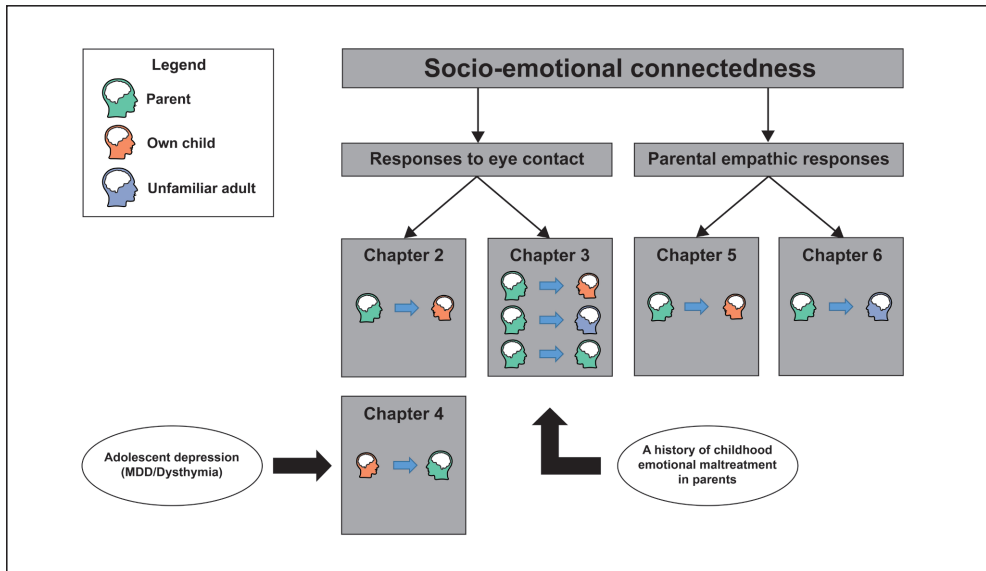 Legend
Parent
Own child
Unfamiliar adult
Socio-emotional connectedness
Responses to eye contact
Parental empathic responses
Chapter 2
Chapter 3
Chapter 5
Chapter 6
Chapter 4
Adolescent depression
(MDD/Dysthymia)
A history of childhood
emotional maltreatment
in parents